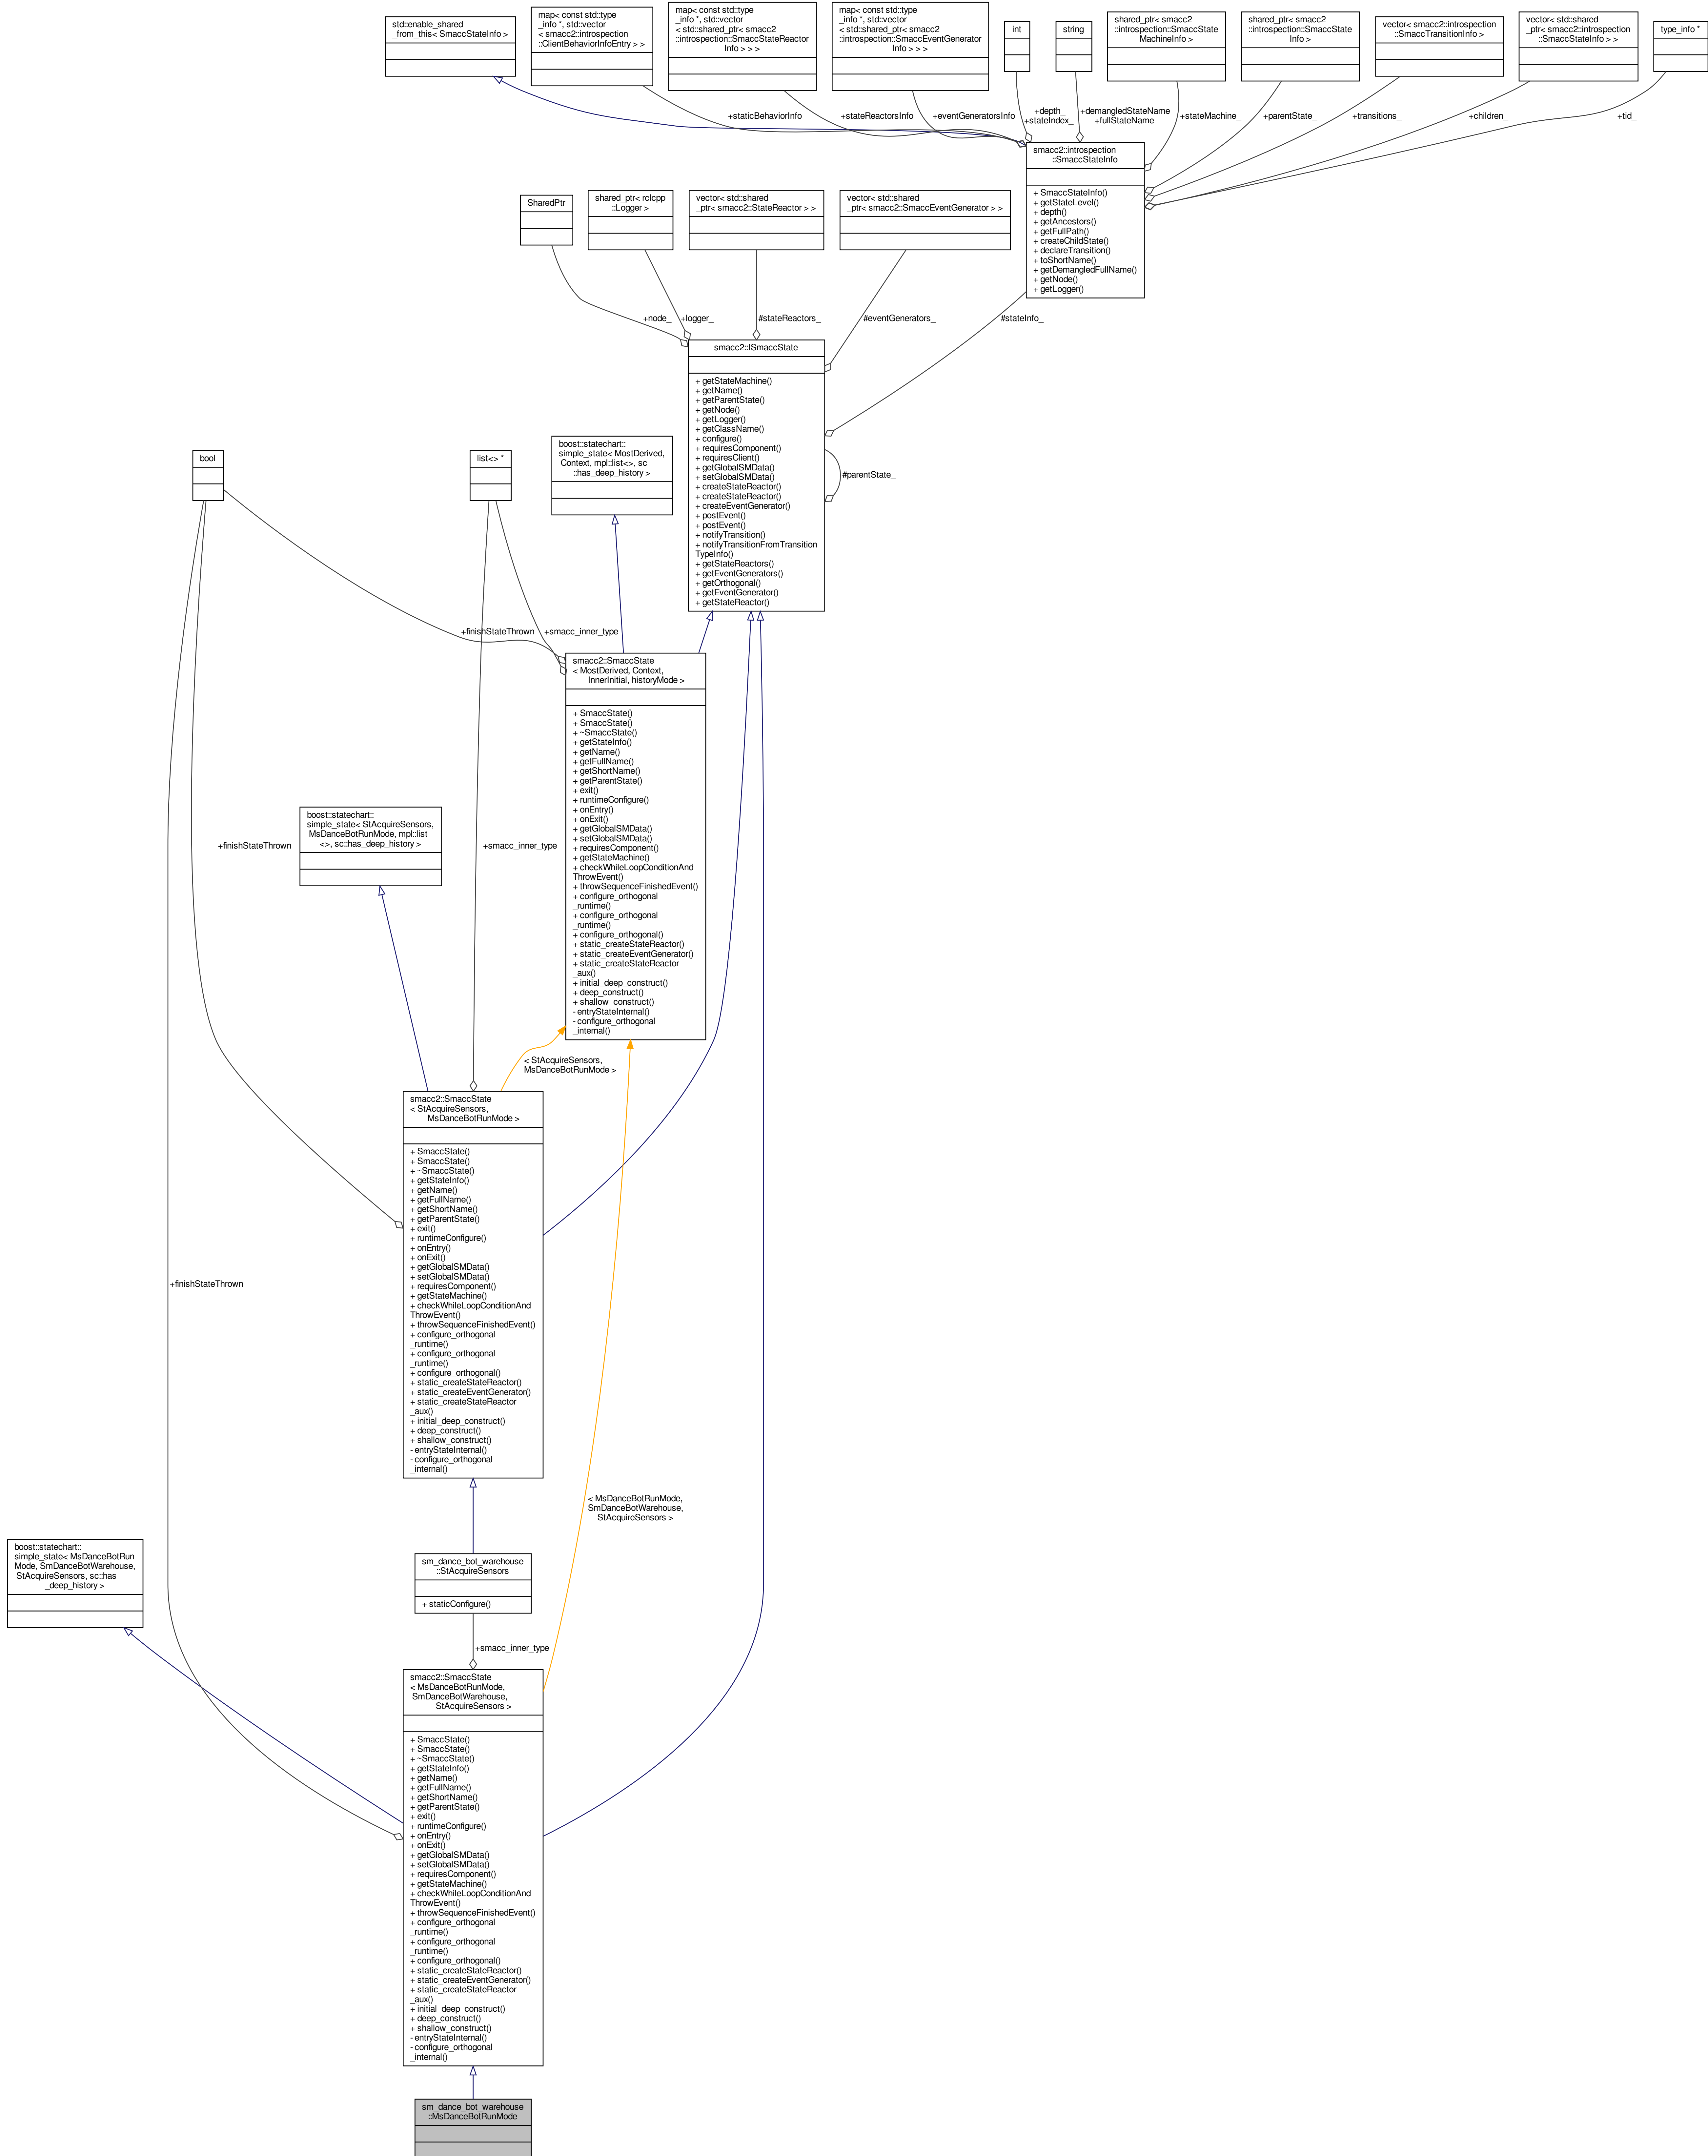 std::enable_shared
_from_this< SmaccStateInfo >
map< const std::type
_info *, std::vector
< smacc2::introspection
::ClientBehaviorInfoEntry > >
map< const std::type
_info *, std::vector
< std::shared_ptr< smacc2
::introspection::SmaccStateReactor
Info > > >
map< const std::type
_info *, std::vector
< std::shared_ptr< smacc2
::introspection::SmaccEventGenerator
Info > > >
int
string
shared_ptr< smacc2
::introspection::SmaccState
MachineInfo >
shared_ptr< smacc2
::introspection::SmaccState
Info >
vector< smacc2::introspection
::SmaccTransitionInfo >
vector< std::shared
_ptr< smacc2::introspection
::SmaccStateInfo > >
type_info *
+staticBehaviorInfo
+stateReactorsInfo
+eventGeneratorsInfo
+depth_
+stateIndex_
+demangledStateName
+fullStateName
+stateMachine_
+parentState_
+transitions_
+children_
+tid_
smacc2::introspection
::SmaccStateInfo
+ SmaccStateInfo()
+ getStateLevel()
+ depth()
+ getAncestors()
+ getFullPath()
+ createChildState()
+ declareTransition()
+ toShortName()
+ getDemangledFullName()
+ getNode()
+ getLogger()
SharedPtr
shared_ptr< rclcpp
::Logger >
vector< std::shared
_ptr< smacc2::StateReactor > >
vector< std::shared
_ptr< smacc2::SmaccEventGenerator > >
+node_
+logger_
#stateReactors_
#eventGenerators_
#stateInfo_
smacc2::ISmaccState
+ getStateMachine()
+ getName()
+ getParentState()
+ getNode()
+ getLogger()
+ getClassName()
+ configure()
+ requiresComponent()
+ requiresClient()
+ getGlobalSMData()
+ setGlobalSMData()
+ createStateReactor()
+ createStateReactor()
+ createEventGenerator()
+ postEvent()
+ postEvent()
+ notifyTransition()
+ notifyTransitionFromTransition
TypeInfo()
+ getStateReactors()
+ getEventGenerators()
+ getOrthogonal()
+ getEventGenerator()
+ getStateReactor()
#parentState_
bool
list<> *
boost::statechart::
simple_state< MostDerived,
Context, mpl::list<>, sc
::has_deep_history >
+finishStateThrown
+smacc_inner_type
smacc2::SmaccState
< MostDerived, Context,
InnerInitial, historyMode >
+ SmaccState()
+ SmaccState()
+ ~SmaccState()
+ getStateInfo()
+ getName()
+ getFullName()
+ getShortName()
+ getParentState()
+ exit()
+ runtimeConfigure()
+ onEntry()
+ onExit()
+ getGlobalSMData()
+ setGlobalSMData()
+ requiresComponent()
+ getStateMachine()
+ checkWhileLoopConditionAnd
ThrowEvent()
+ throwSequenceFinishedEvent()
+ configure_orthogonal
_runtime()
+ configure_orthogonal
_runtime()
+ configure_orthogonal()
+ static_createStateReactor()
+ static_createEventGenerator()
+ static_createStateReactor
_aux()
+ initial_deep_construct()
+ deep_construct()
+ shallow_construct()
- entryStateInternal()
- configure_orthogonal
_internal()
boost::statechart::
simple_state< StAcquireSensors,
MsDanceBotRunMode, mpl::list
<>, sc::has_deep_history >
+finishStateThrown
+smacc_inner_type
< StAcquireSensors,
MsDanceBotRunMode >
smacc2::SmaccState
< StAcquireSensors,
MsDanceBotRunMode >
+ SmaccState()
+ SmaccState()
+ ~SmaccState()
+ getStateInfo()
+ getName()
+ getFullName()
+ getShortName()
+ getParentState()
+ exit()
+ runtimeConfigure()
+ onEntry()
+ onExit()
+ getGlobalSMData()
+ setGlobalSMData()
+ requiresComponent()
+ getStateMachine()
+ checkWhileLoopConditionAnd
ThrowEvent()
+ throwSequenceFinishedEvent()
+ configure_orthogonal
_runtime()
+ configure_orthogonal
_runtime()
+ configure_orthogonal()
+ static_createStateReactor()
+ static_createEventGenerator()
+ static_createStateReactor
_aux()
+ initial_deep_construct()
+ deep_construct()
+ shallow_construct()
- entryStateInternal()
- configure_orthogonal
_internal()
+finishStateThrown
< MsDanceBotRunMode,
SmDanceBotWarehouse,
StAcquireSensors >
boost::statechart::
simple_state< MsDanceBotRun
Mode, SmDanceBotWarehouse,
StAcquireSensors, sc::has
_deep_history >
sm_dance_bot_warehouse
::StAcquireSensors
+ staticConfigure()
+smacc_inner_type
smacc2::SmaccState
< MsDanceBotRunMode,
SmDanceBotWarehouse,
StAcquireSensors >
+ SmaccState()
+ SmaccState()
+ ~SmaccState()
+ getStateInfo()
+ getName()
+ getFullName()
+ getShortName()
+ getParentState()
+ exit()
+ runtimeConfigure()
+ onEntry()
+ onExit()
+ getGlobalSMData()
+ setGlobalSMData()
+ requiresComponent()
+ getStateMachine()
+ checkWhileLoopConditionAnd
ThrowEvent()
+ throwSequenceFinishedEvent()
+ configure_orthogonal
_runtime()
+ configure_orthogonal
_runtime()
+ configure_orthogonal()
+ static_createStateReactor()
+ static_createEventGenerator()
+ static_createStateReactor
_aux()
+ initial_deep_construct()
+ deep_construct()
+ shallow_construct()
- entryStateInternal()
- configure_orthogonal
_internal()
sm_dance_bot_warehouse
::MsDanceBotRunMode